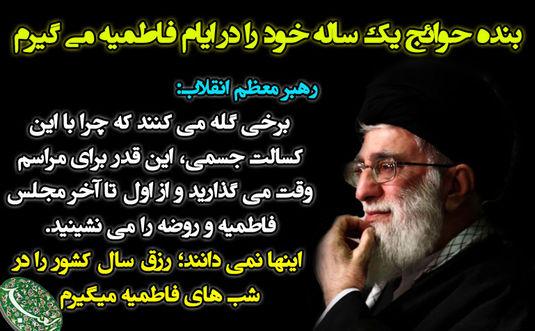 بنده حوائج یک ساله خود را در ایام فاطمیه می گیرم
رهبر معظم انقلاب:
برخی گله می کنند که چرا با این
کسالت جسمی، این قدر برای مراسم
وقت می گذارید و از اول تا آخر مجلس
فاطمیه و روضه را می نشینید.
اینها نمی دانند؛ رزق سال کشور را در
شب های فاطمیه میگیرم